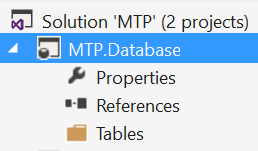 Solution 'MTP' (2 projects)
MTP.Database
Properties
References
Tables